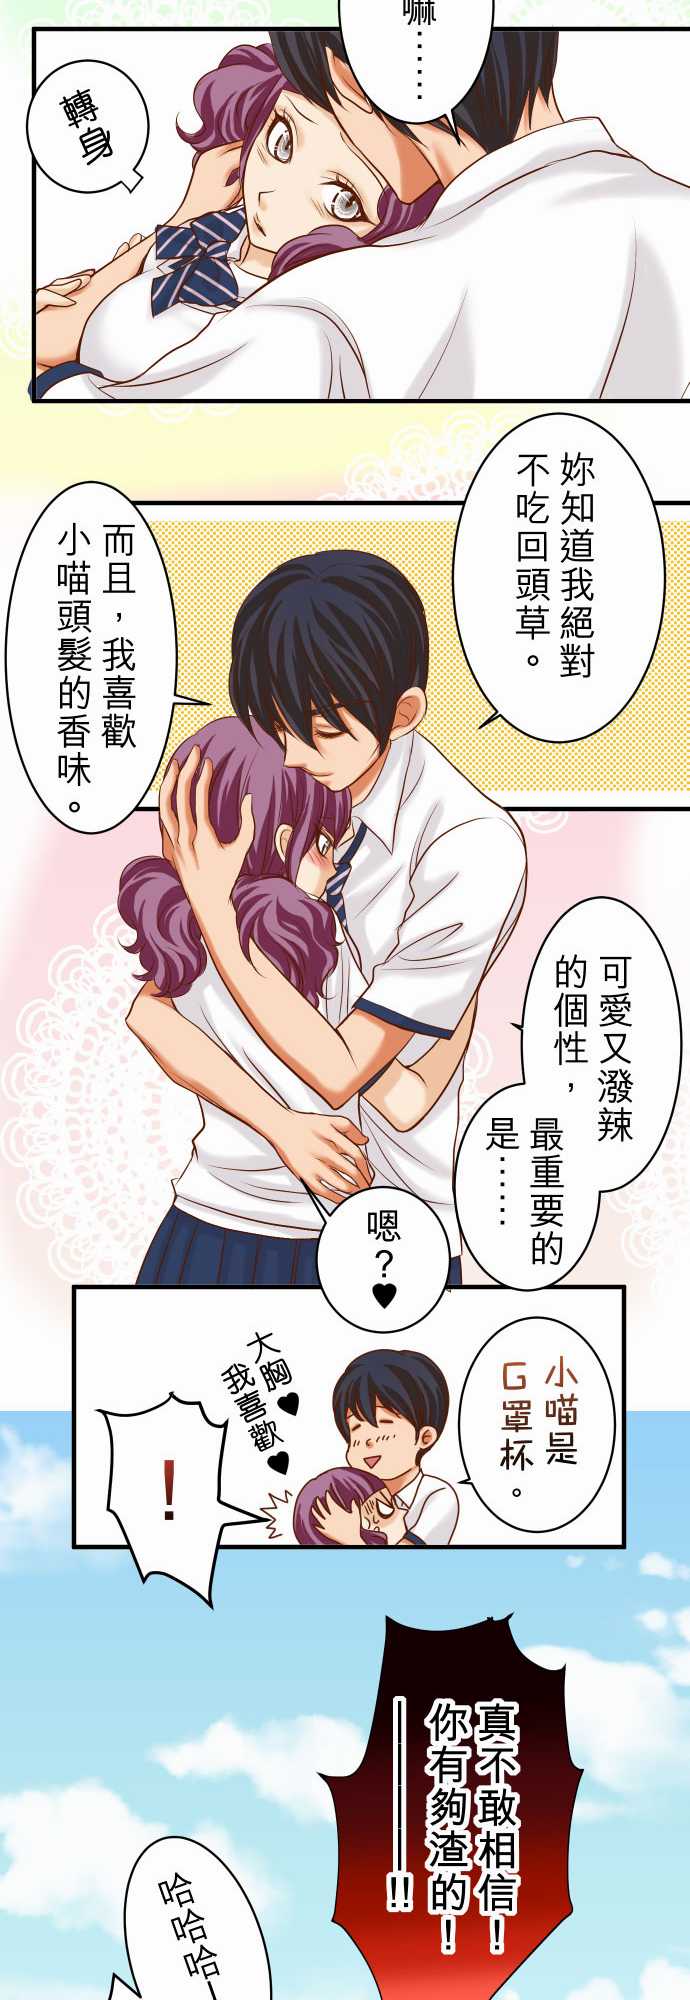 嘛……
轉身
妳知道我絕對
不吃回頭草。
而且，我喜歡
小喵頭髮的香味。
可愛又潑辣
的個性，
最重要的
是……
嗯？♥
小喵是
G罩杯。
大胸♥
我喜歡♥
！
真不敢相信！
你有夠渣的！
——！！
哈哈哈—